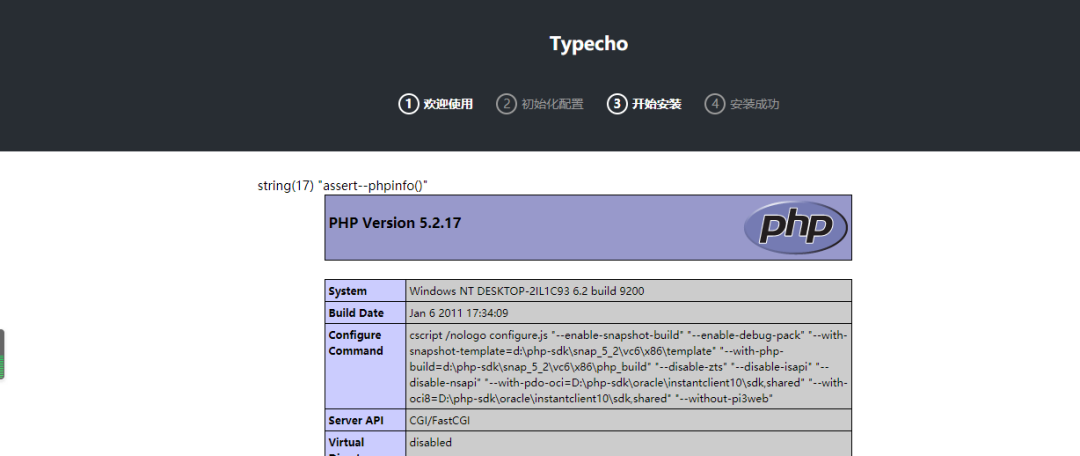 Typecho
1 欢迎使用 2 初始化配置 3 开始安装 4 安装成功
string(17) "assert--phpinfo()"
PHP Version 5.2.17
php
System Windows NT DESKTOP-2IL1C93 6.2 build 9200
Build Date Jan 6 2011 17:34:09
Configure Command
cscript /nologo configure.js "--enable-snapshot-build" "--enable-debug-pack" "--with-
snapshot-template=d:\php-sdk\snap_5_2\vc6\x86\template" "--with-php-
build=d:\php-sdk\snap_5_2\vc6\x86\php_build" "--disable-zts" "--disable-isapi" "--
disable-nsapi" "--with-pdo-oci=D:\php-sdk\oracle\instantclient10\sdk,shared" "--with-
oci8=D:\php-sdk\oracle\instantclient10\sdk,shared" "--without-pi3web"
Server API CGI/FastCGI
Virtual disabled